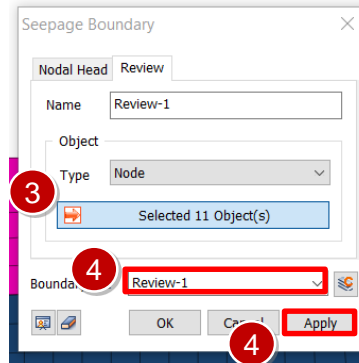 Seepage Boundary
Nodal Head Review
Name Review-1
Object
Type Node
3
Selected 11 Object(s)
4
Review-1
OK Apply
4